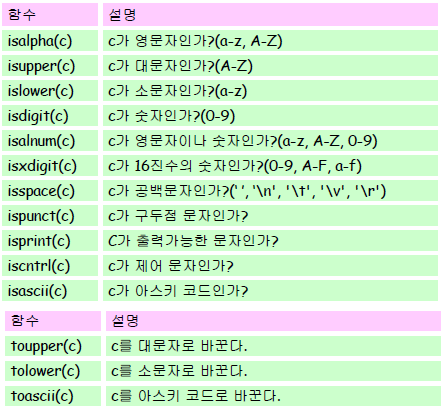 함수 설명
isalpha(c) c가 영문자인가?(a-z, A-Z)
isupper(c) c가 대문자인가?(A-Z)
islower(c) c가 소문자인가?(a-z)
isdigit(c) c가 숫자인가?(0-9)
isalnum(c) c가 영문자이나 숫자인가?(a-z, A-Z, 0-9)
isxdigit(c) c가 16진수의 숫자인가?(0-9, A-F, a-f)
isspace(c) c가 공백문자인가?(' ', '\n', '\t', '\v', '\r')
ispunct(c) c가 구두점 문자인가?
isprint(c) C가 출력가능한 문자인가?
iscntrl(c) c가 제어 문자인가?
isascii(c) c가 아스키 코드인가?
함수 설명
toupper(c) c를 대문자로 바꾼다.
tolower(c) c를 소문자로 바꾼다.
toascii(c) c를 아스키 코드로 바꾼다.